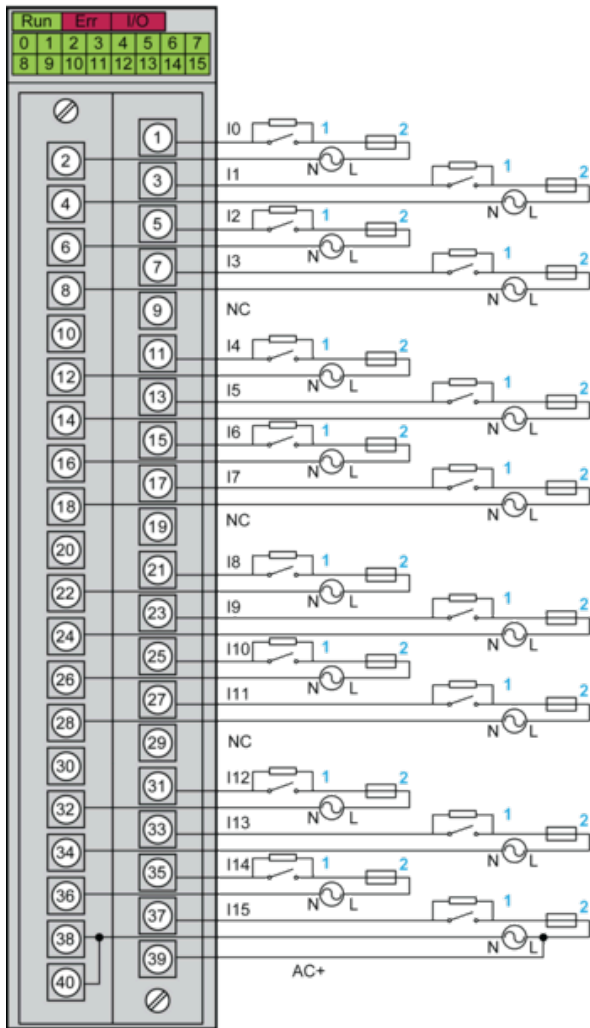 Run Err I/O
0 1 2 3 4 5 6 7
8 9 10 11 12 13 14 15
1 I0 1 2
2 N L
3 I1 1 2
4 N L
5 I2 1 2
6 N L
7 I3 1 2
8 N L
9 NC
10
11 I4 1 2
12 N L
13 I5 1 2
14 N L
15 I6 1 2
16 N L
17 I7 1 2
18 N L
19 NC
20
21 I8 1 2
22 N L
23 I9 1 2
24 N L
25 I10 1 2
26 N L
27 I11 1 2
28 N L
29 NC
30
31 I12 1 2
32 N L
33 I13 1 2
34 N L
35 I14 1 2
36 N L
37 I15 1 2
38 N L
39 AC+
40